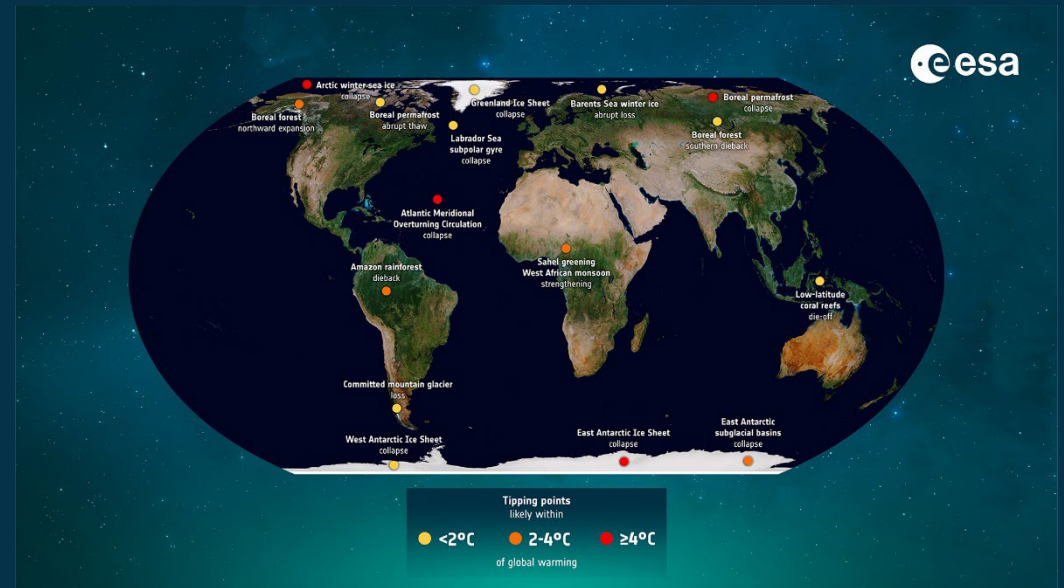 esa
Arctic winter sea ice
collapse
Greenland Ice Sheet
collapse
Barents Sea winter ice
abrupt loss
Boreal permafrost
collapse
Boreal forest
northward expansion
Boreal permafrost
abrupt thaw
Boreal forest
southern dieback
Labrador Sea
subpolar gyre
collapse
Atlantic Meridional
Overturning Circulation
collapse
Amazon rainforest
dieback
Sahel greening
West African monsoon
strengthening
Low-latitude
coral reefs
die-off
Committed mountain glacier
loss
West Antarctic Ice Sheet
collapse
East Antarctic Ice Sheet
collapse
East Antarctic
subglacial basins
collapse
Tipping points
likely within
<2°C 2-4°C ≥4°C
of global warming